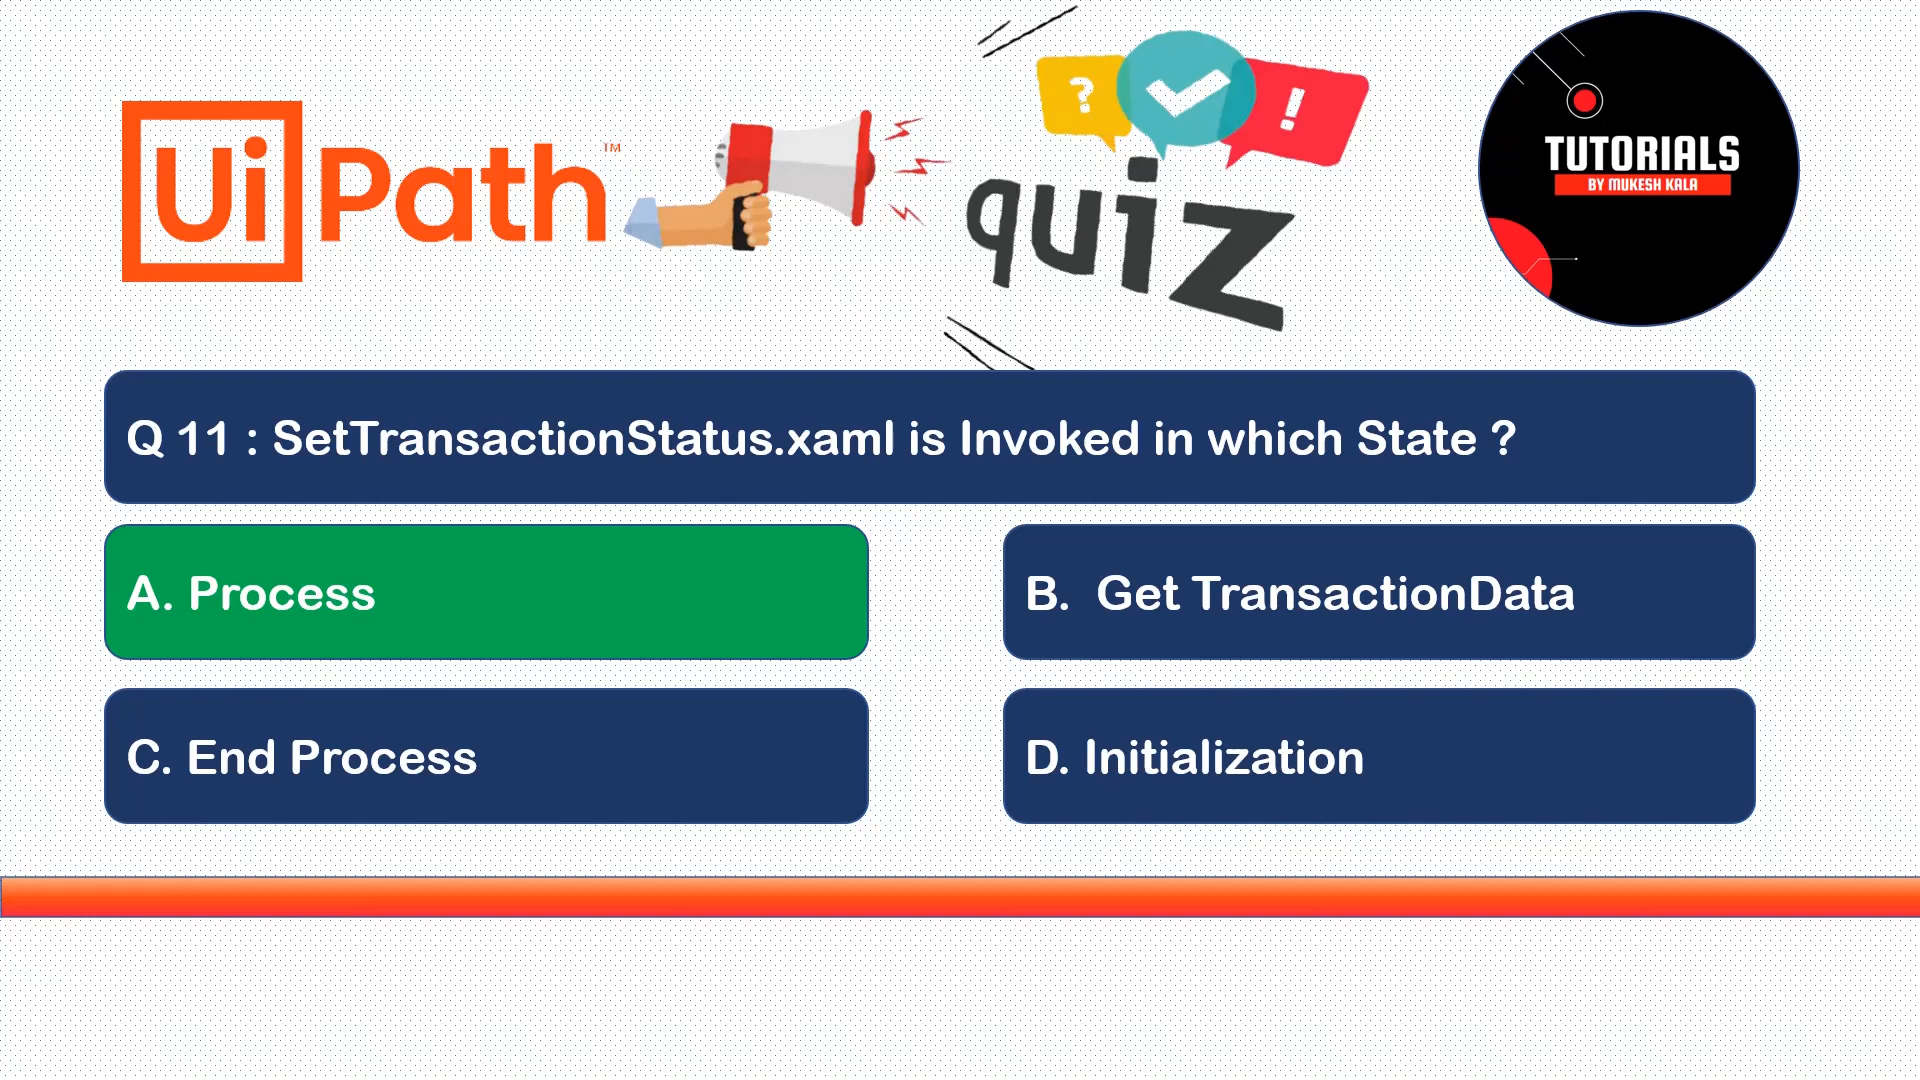 UiPath™
?
!
quiz
TUTORIALS
BY MUKESH KALA
Q 11 : SetTransactionStatus.xaml is Invoked in which State ?
A. Process
B. Get TransactionData
C. End Process
D. Initialization